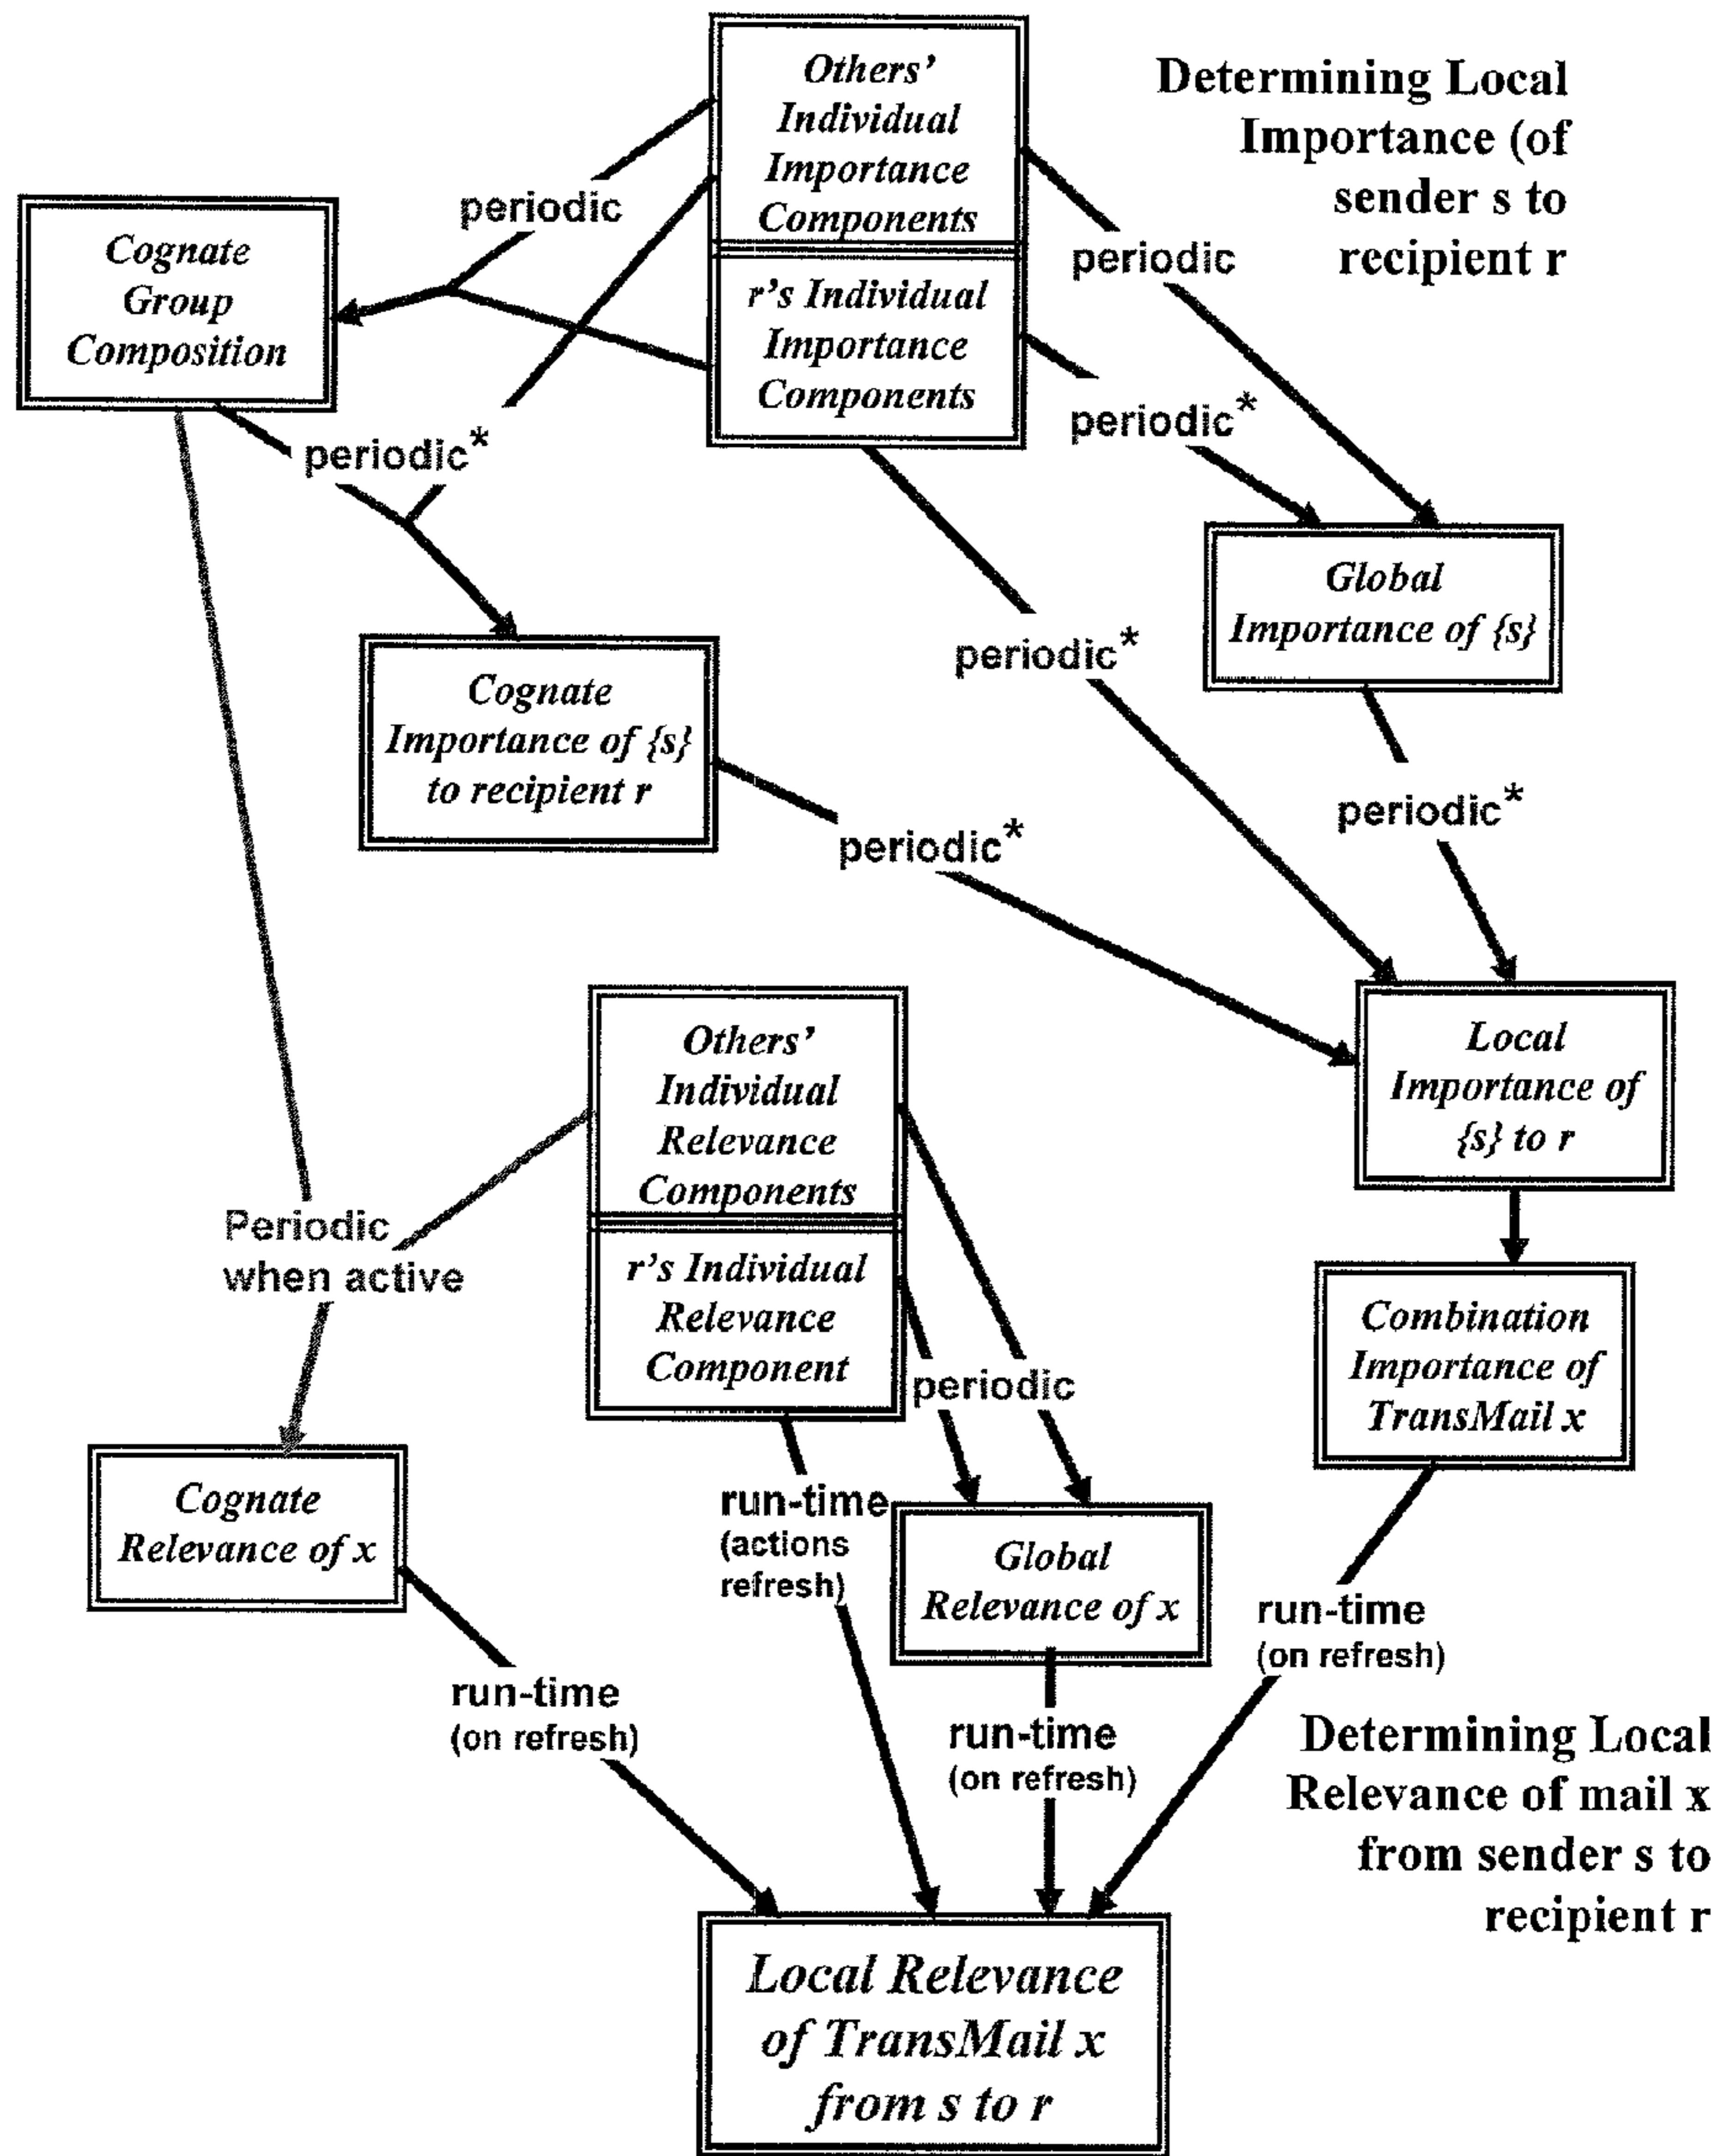 Others'
Individual
Importance
Components
r's Individual
Importance
Components
Determining Local
Importance (of
sender s to
recipient r
Cognate
Group
Composition
periodic
periodic
periodic*
periodic*
Global
Importance of {s}
Cognate
Importance of {s}
to recipient r
periodic*
periodic*
periodic*
Others'
Individual
Relevance
Components
r's Individual
Relevance
Component
Local
Importance of
{s} to r
Periodic
when active
Combination
Importance of
TransMail x
periodic
Cognate
Relevance of x
run-time
(actions
refresh)
Global
Relevance of x
run-time
(on refresh)
run-time
(on refresh)
run-time
(on refresh)
Determining Local
Relevance of mail x
from sender s to
recipient r
Local Relevance
of TransMail x
from s to r